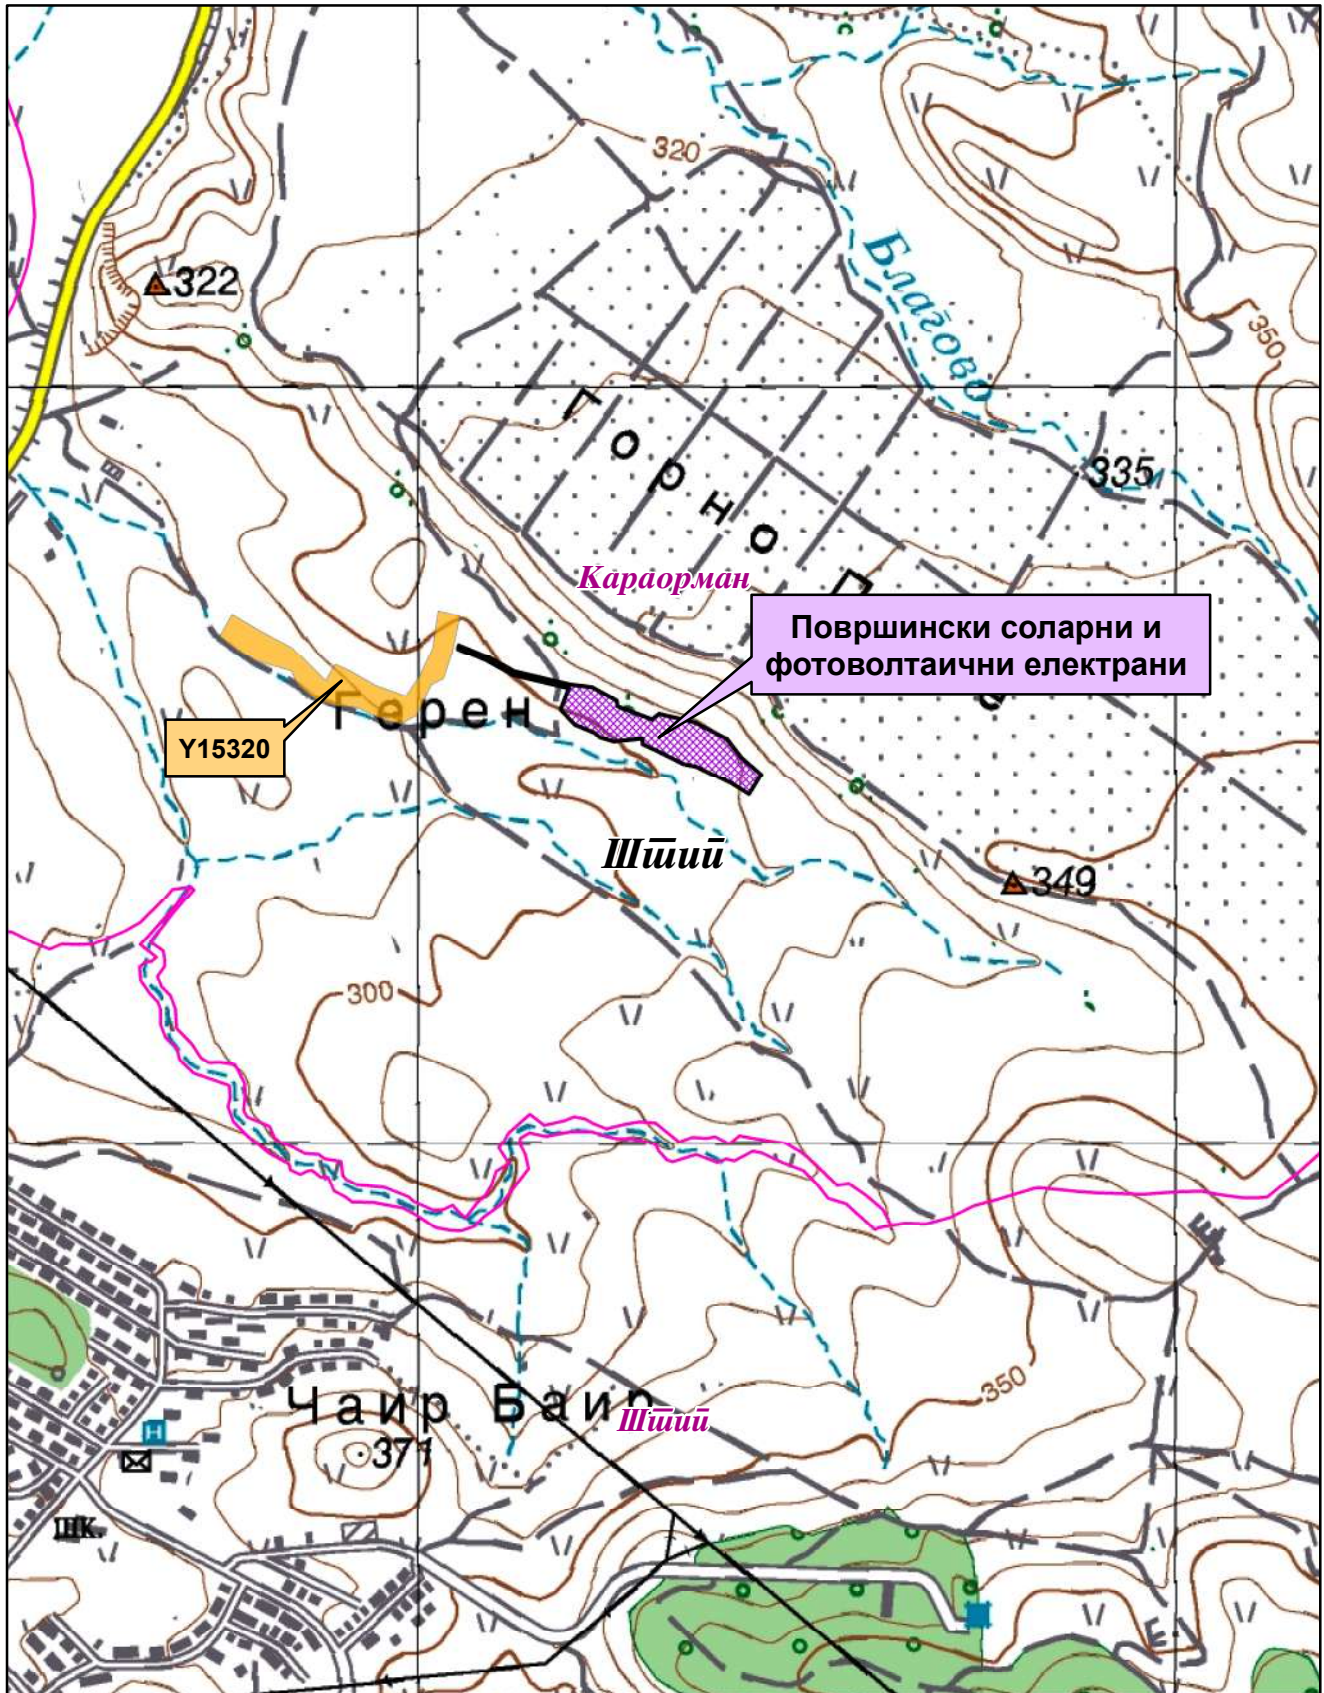 320
Благово
322
350
Горно
335
Караорман
Површински соларни и
фотоволтаични електрани
Герен
Y15320
Штип
349
300
350
Чаир Баир
Штип
371
H
шк.